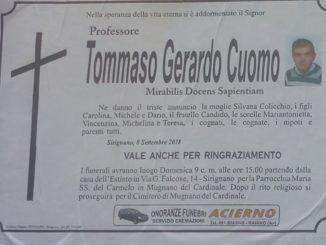 Nella speranza della vita eterna si è addormentato il Signor
Professore
Tommaso Gerardo Cuomo
Mirabilis Docens Sapientiam
Ne danno il triste annuncio la moglie Silvana Colicchio, i figli
Carolina, Michele e Dario, il fratello Candido, le sorelle Mariantonietta,
Vincenzina, Michelina e Teresa, i cognati, le cognate, i nipoti e
parenti tutti.
Sirignano, 8 Settembre 2018
VALE ANCHE PER RINGRAZIAMENTO
I funerali avranno luogo Domenica 9 c. m. alle ore 15.00 partendo dalla
casa dell'Estinto in Via G. Falcone, 14 - Sirignano per la Parrocchia Maria
SS. del Carmelo in Mugnano del Cardinale. Dopo il rito religioso si
proseguirà per il Cimitero di Mugnano del Cardinale.
ONORANZE FUNEBRI ACIERNO
SERVIZIO CREMAZIONI